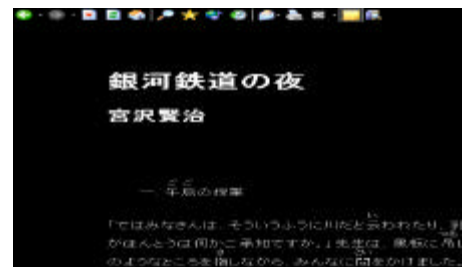 銀河鉄道の夜
宮沢賢治
一、午后の授業
「ではみなさんは、そういうふうに川だと云われたり、乳
がほんとうは何かご承知ですか。」先生は、黒板に吊し
のようなところを指しながら、みんなに問をかけました。